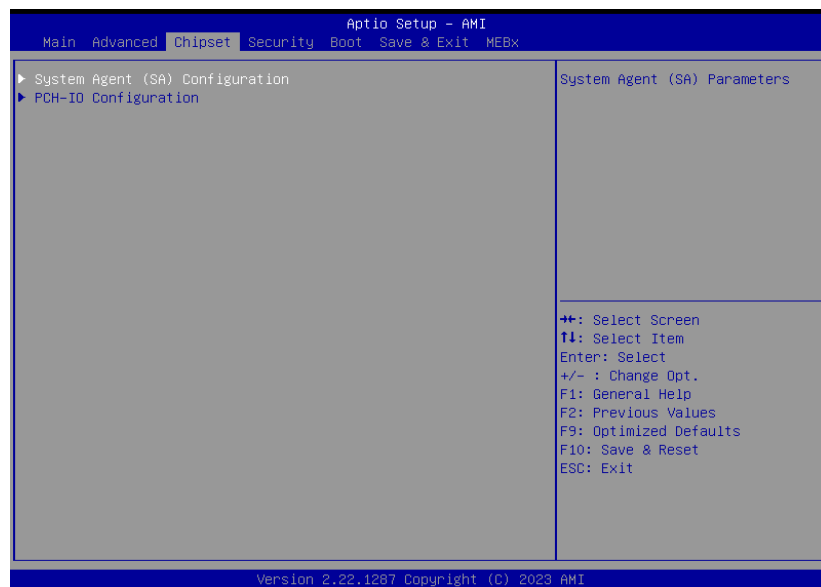 Aptio Setup - AMI
Main Advanced Chipset Security Boot Save & Exit MEBx
System Agent (SA) Configuration
PCH-IO Configuration
System Agent (SA) Parameters
→←: Select Screen
↑↓: Select Item
Enter: Select
+/- : Change Opt.
F1: General Help
F2: Previous Values
F9: Optimized Defaults
F10: Save & Reset
ESC: Exit
Version 2.22.1287 Copyright (C) 2023 AMI